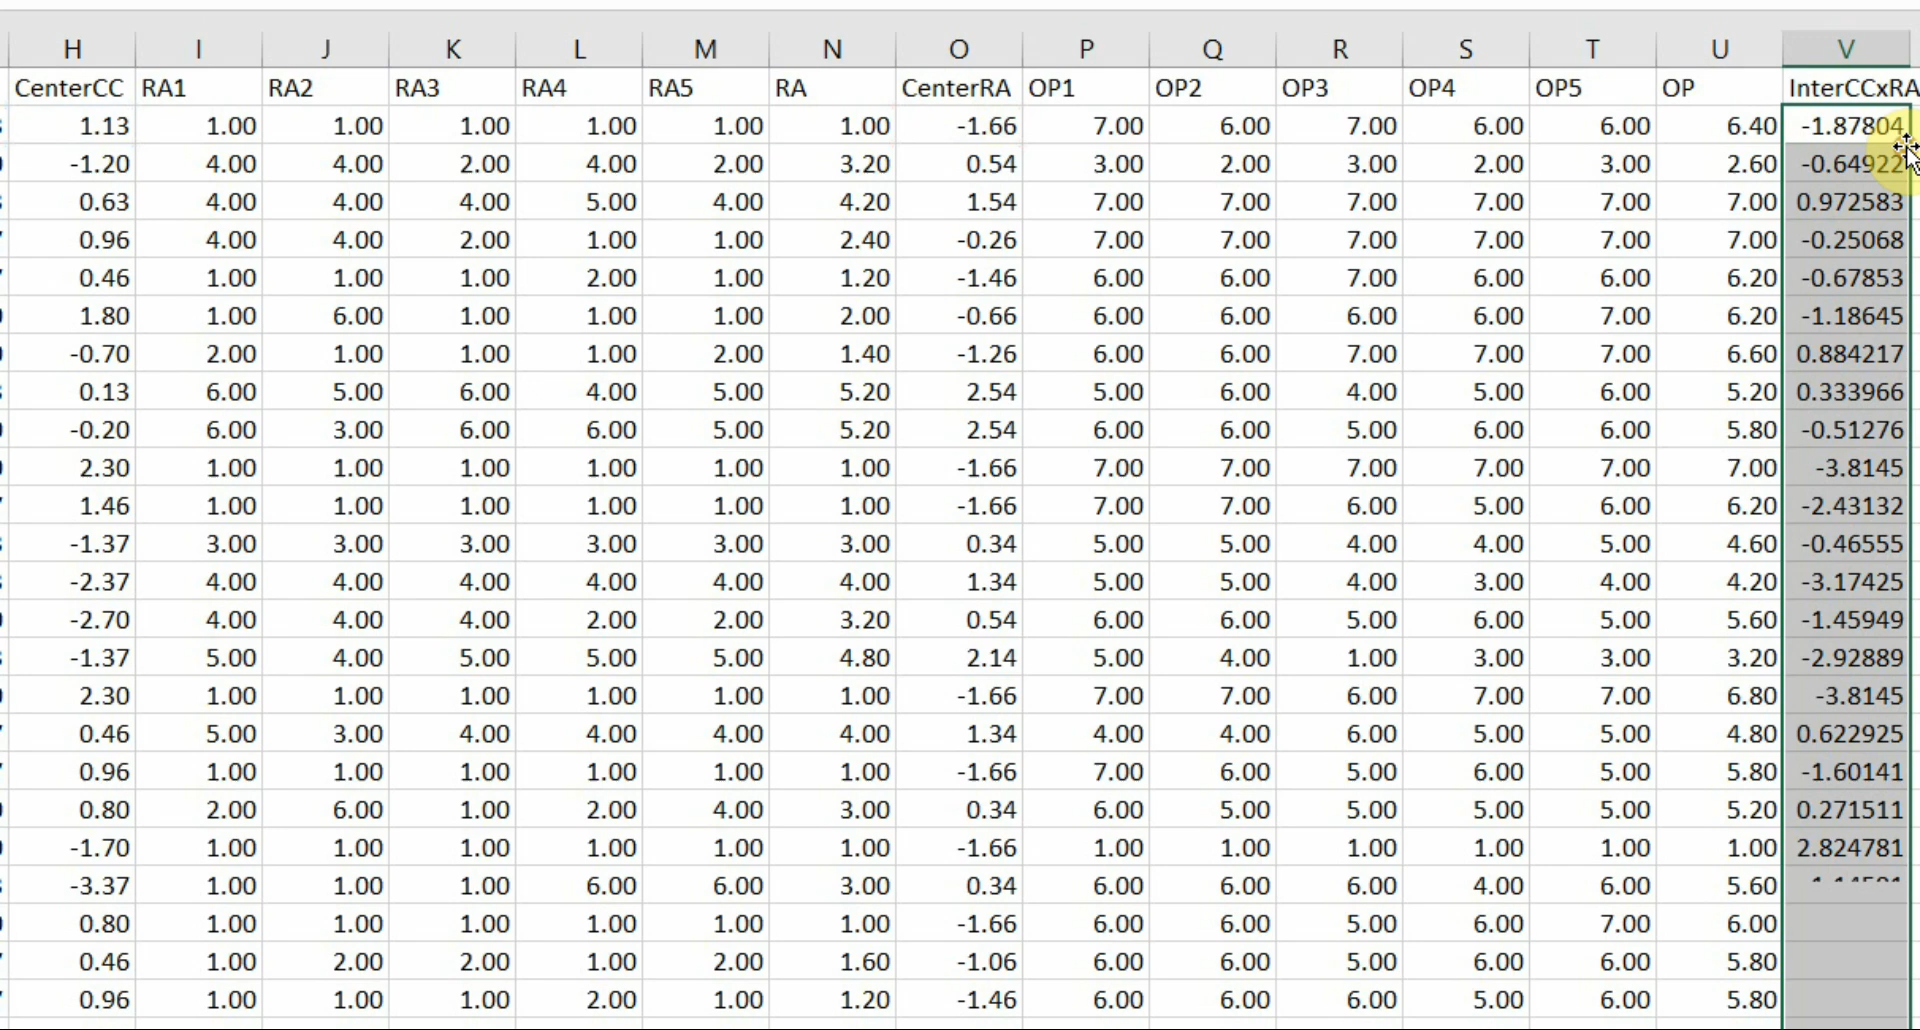 H I J K L M N O P Q R S T U V
CenterCC RA1 RA2 RA3 RA4 RA5 RA CenterRA OP1 OP2 OP3 OP4 OP5 OP InterCCxRA
1.13 1.00 1.00 1.00 1.00 1.00 1.00 -1.66 7.00 6.00 7.00 6.00 6.00 6.40 -1.87804
-1.20 4.00 4.00 2.00 4.00 2.00 3.20 0.54 3.00 2.00 3.00 2.00 3.00 2.60 -0.64922
0.63 4.00 4.00 4.00 5.00 4.00 4.20 1.54 7.00 7.00 7.00 7.00 7.00 7.00 0.972583
0.96 4.00 4.00 2.00 1.00 1.00 2.40 -0.26 7.00 7.00 7.00 7.00 7.00 7.00 -0.25068
0.46 1.00 1.00 1.00 2.00 1.00 1.20 -1.46 6.00 6.00 7.00 6.00 6.00 6.20 -0.67853
1.80 1.00 6.00 1.00 1.00 1.00 2.00 -0.66 6.00 6.00 6.00 6.00 7.00 6.20 -1.18645
-0.70 2.00 1.00 1.00 1.00 2.00 1.40 -1.26 6.00 6.00 7.00 7.00 7.00 6.60 0.884217
0.13 6.00 5.00 6.00 4.00 5.00 5.20 2.54 5.00 6.00 4.00 5.00 6.00 5.20 0.333966
-0.20 6.00 3.00 6.00 6.00 5.00 5.20 2.54 6.00 6.00 5.00 6.00 6.00 5.80 -0.51276
2.30 1.00 1.00 1.00 1.00 1.00 1.00 -1.66 7.00 7.00 7.00 7.00 7.00 7.00 -3.8145
1.46 1.00 1.00 1.00 1.00 1.00 1.00 -1.66 7.00 7.00 6.00 5.00 6.00 6.20 -2.43132
-1.37 3.00 3.00 3.00 3.00 3.00 3.00 0.34 5.00 5.00 4.00 4.00 5.00 4.60 -0.46555
-2.37 4.00 4.00 4.00 4.00 4.00 4.00 1.34 5.00 5.00 4.00 3.00 4.00 4.20 -3.17425
-2.70 4.00 4.00 4.00 2.00 2.00 3.20 0.54 6.00 6.00 5.00 6.00 5.00 5.60 -1.45949
-1.37 5.00 4.00 5.00 5.00 5.00 4.80 2.14 5.00 4.00 1.00 3.00 3.00 3.20 -2.92889
2.30 1.00 1.00 1.00 1.00 1.00 1.00 -1.66 7.00 7.00 6.00 7.00 7.00 6.80 -3.8145
0.46 5.00 3.00 4.00 4.00 4.00 4.00 1.34 4.00 4.00 6.00 5.00 5.00 4.80 0.622925
0.96 1.00 1.00 1.00 1.00 1.00 1.00 -1.66 7.00 6.00 5.00 6.00 5.00 5.80 -1.60141
0.80 2.00 6.00 1.00 2.00 4.00 3.00 0.34 6.00 5.00 5.00 5.00 5.00 5.20 0.271511
-1.70 1.00 1.00 1.00 1.00 1.00 1.00 -1.66 1.00 1.00 1.00 1.00 1.00 1.00 2.824781
-3.37 1.00 1.00 1.00 6.00 6.00 3.00 0.34 6.00 6.00 6.00 4.00 6.00 5.60
0.80 1.00 1.00 1.00 1.00 1.00 1.00 -1.66 6.00 6.00 5.00 6.00 7.00 6.00
0.46 1.00 2.00 2.00 1.00 2.00 1.60 -1.06 6.00 6.00 5.00 6.00 6.00 5.80
0.96 1.00 1.00 1.00 2.00 1.00 1.20 -1.46 6.00 6.00 6.00 5.00 6.00 5.80